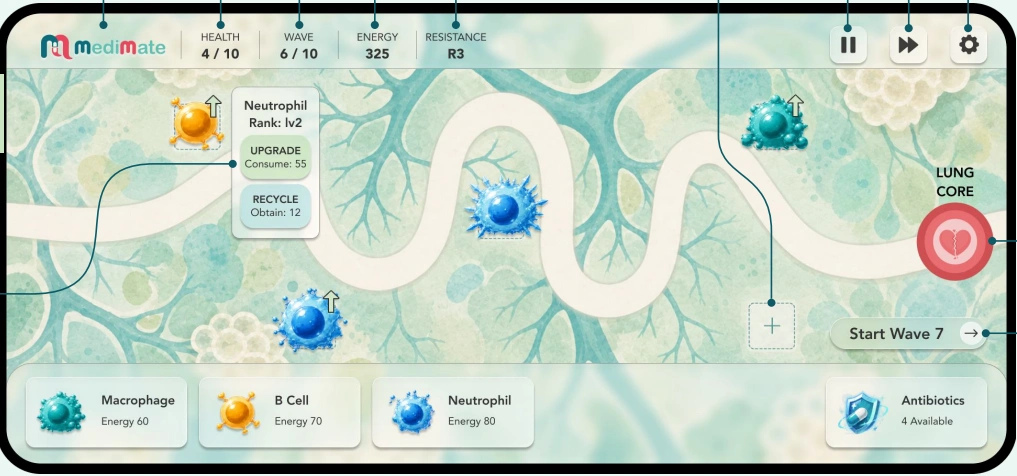 medimate
HEALTH
4 / 10
WAVE
6 / 10
ENERGY
325
RESISTANCE
R3
Neutrophil
Rank: lv2
UPGRADE
Consume: 55
RECYCLE
Obtain: 12
LUNG
CORE
Start Wave 7
Macrophage
Energy 60
B Cell
Energy 70
Neutrophil
Energy 80
Antibiotics
4 Available